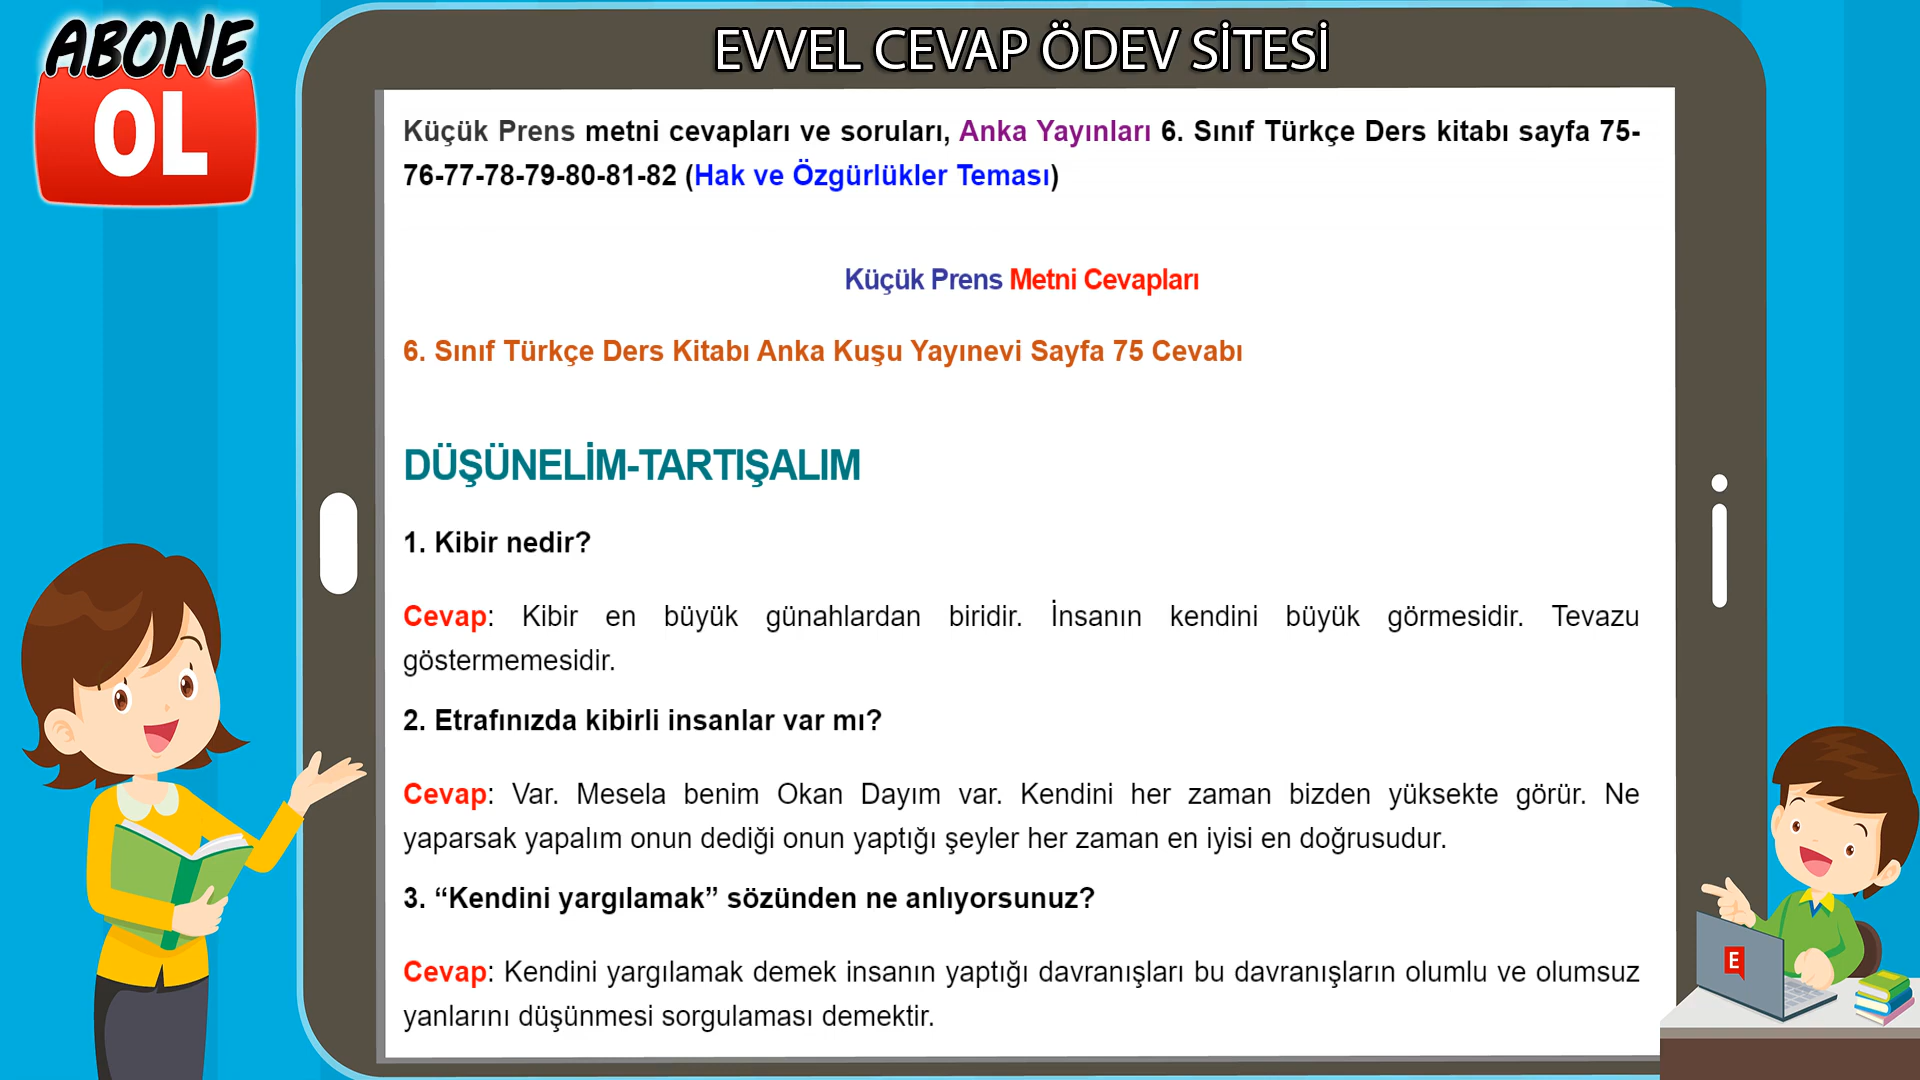 ABONE
OL
EVVEL CEVAP ÖDEV SİTESİ
Küçük Prens metni cevapları ve soruları, Anka Yayınları 6. Sınıf Türkçe Ders kitabı sayfa 75-
76-77-78-79-80-81-82 (Hak ve Özgürlükler Teması)
Küçük Prens Metni Cevapları
6. Sınıf Türkçe Ders Kitabı Anka Kuşu Yayınevi Sayfa 75 Cevabı
DÜŞÜNELİM-TARTIŞALIM
1. Kibir nedir?
Cevap: Kibir en büyük günahlardan biridir. İnsanın kendini büyük görmesidir. Tevazu
göstermemesidir.
2. Etrafınızda kibirli insanlar var mı?
Cevap: Var. Mesela benim Okan Dayım var. Kendini her zaman bizden yüksekte görür. Ne
yaparsak yapalım onun dediği onun yaptığı şeyler her zaman en iyisi en doğrusudur.
3. “Kendini yargılamak” sözünden ne anlıyorsunuz?
Cevap: Kendini yargılamak demek insanın yaptığı davranışları bu davranışların olumlu ve olumsuz
yanlarını düşünmesi sorgulaması demektir.
E